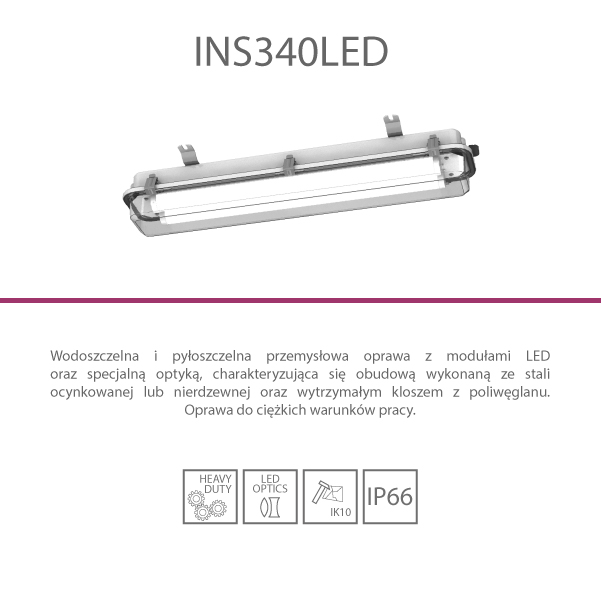 INS340LED
Wodoszczelna i pyłoszczelna przemysłowa oprawa z modułami LED
oraz specjalną optyką, charakteryzująca się obudową wykonaną ze stali
ocynkowanej lub nierdzewnej oraz wytrzymałym kloszem z poliwęglanu.
Oprawa do ciężkich warunków pracy.
HEAVY
DUTY
LED
OPTICS
IK10
IP66